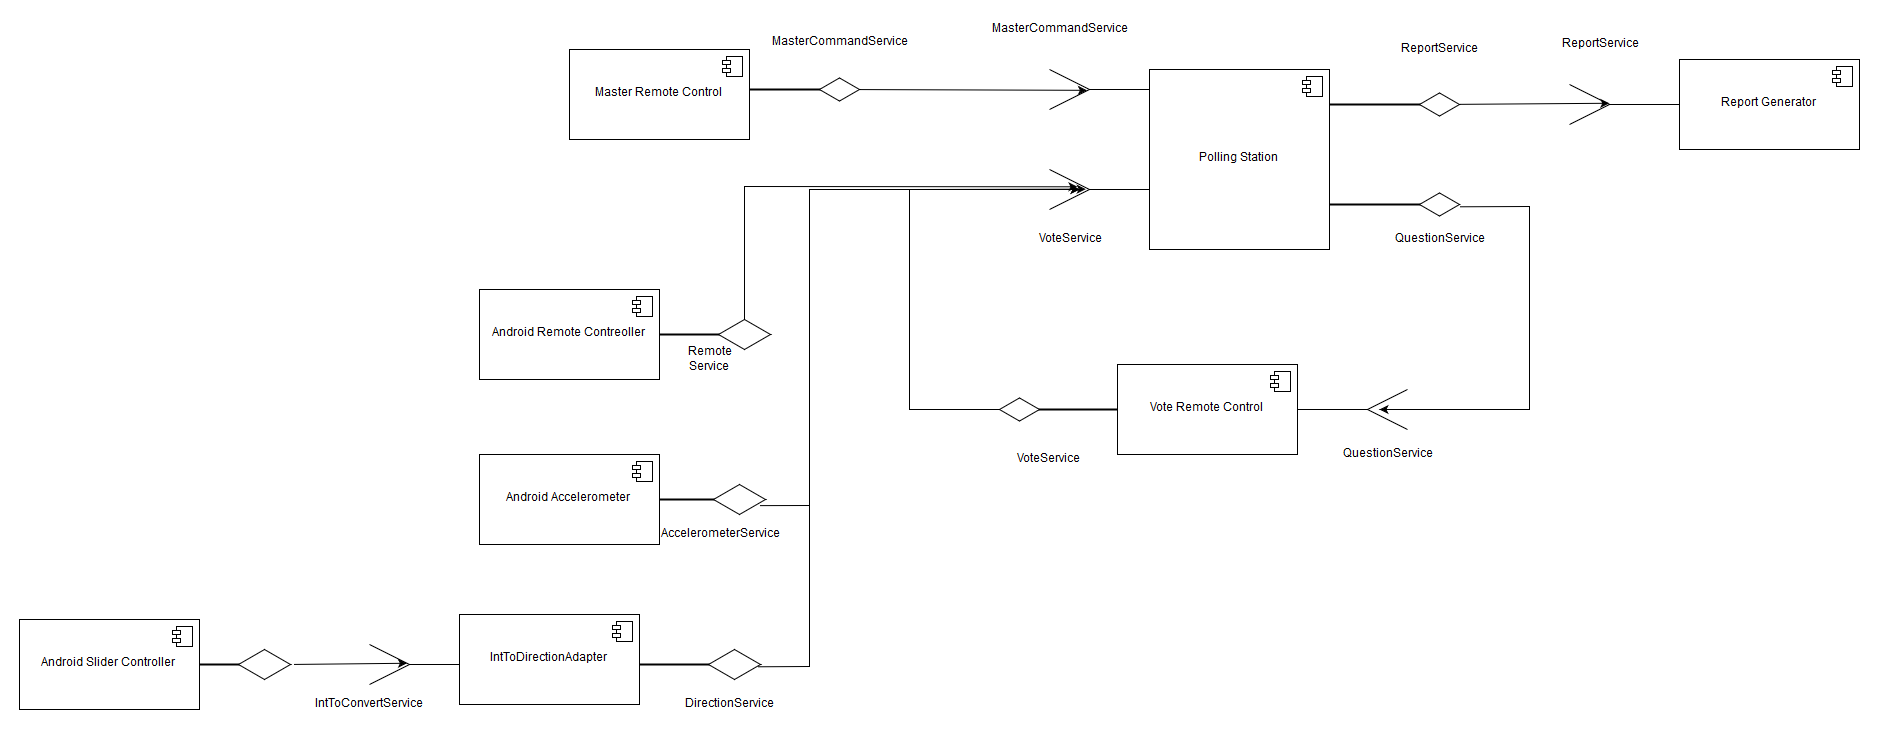 MasterCommandService
MasterCommandService
ReportService
ReportService
Master Remote Control
Report Generator
Polling Station
VoteService
QuestionService
Android Remote Contreoller
Remote
Service
Vote Remote Control
VoteService
QuestionService
Android Accelerometer
AccelerometerService
Android Slider Controller
IntToDirectionAdapter
IntToConvertService
DirectionService